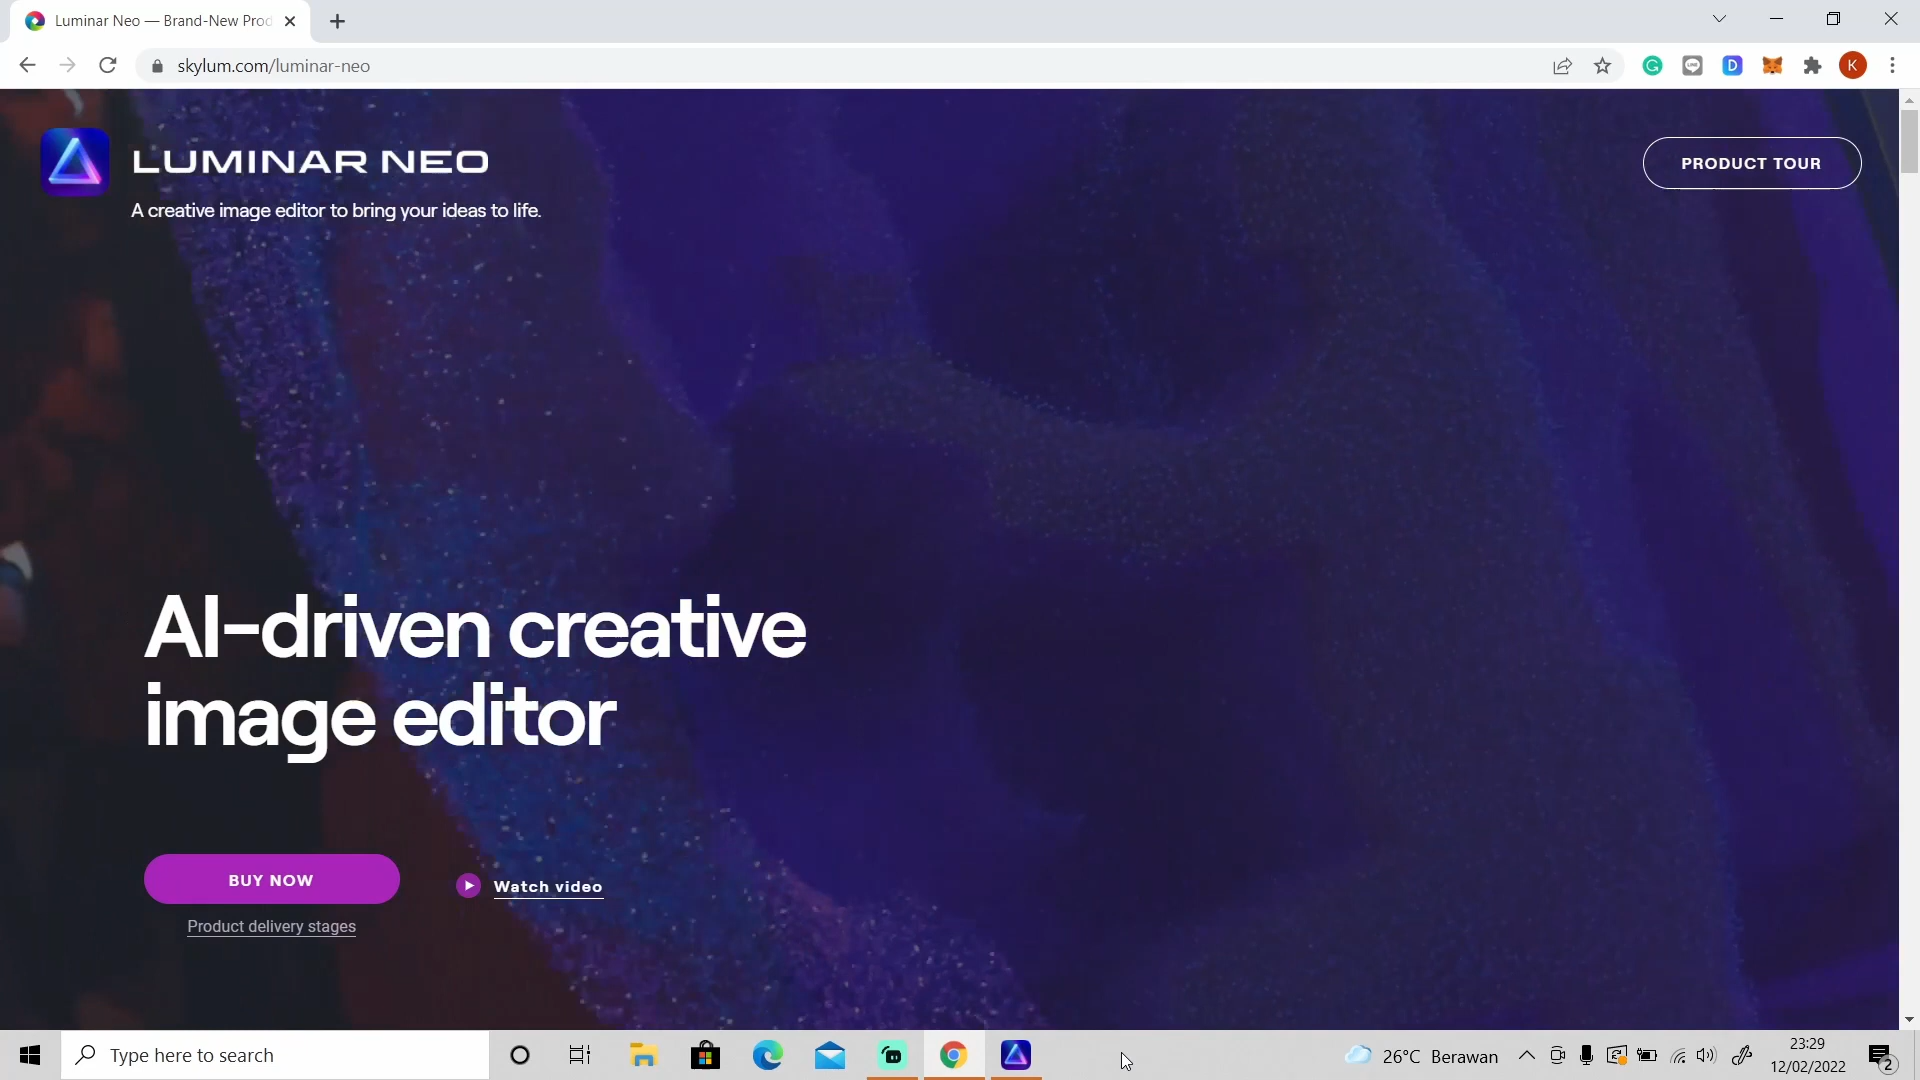 Luminar Neo — Brand-New Prod
skylum.com/luminar-neo
K
LUMINAR NEO
A creative image editor to bring your ideas to life.
PRODUCT TOUR
AI-driven creative
image editor
BUY NOW
Watch video
Product delivery stages
Type here to search
26°C Berawan
23:29
12/02/2022
2